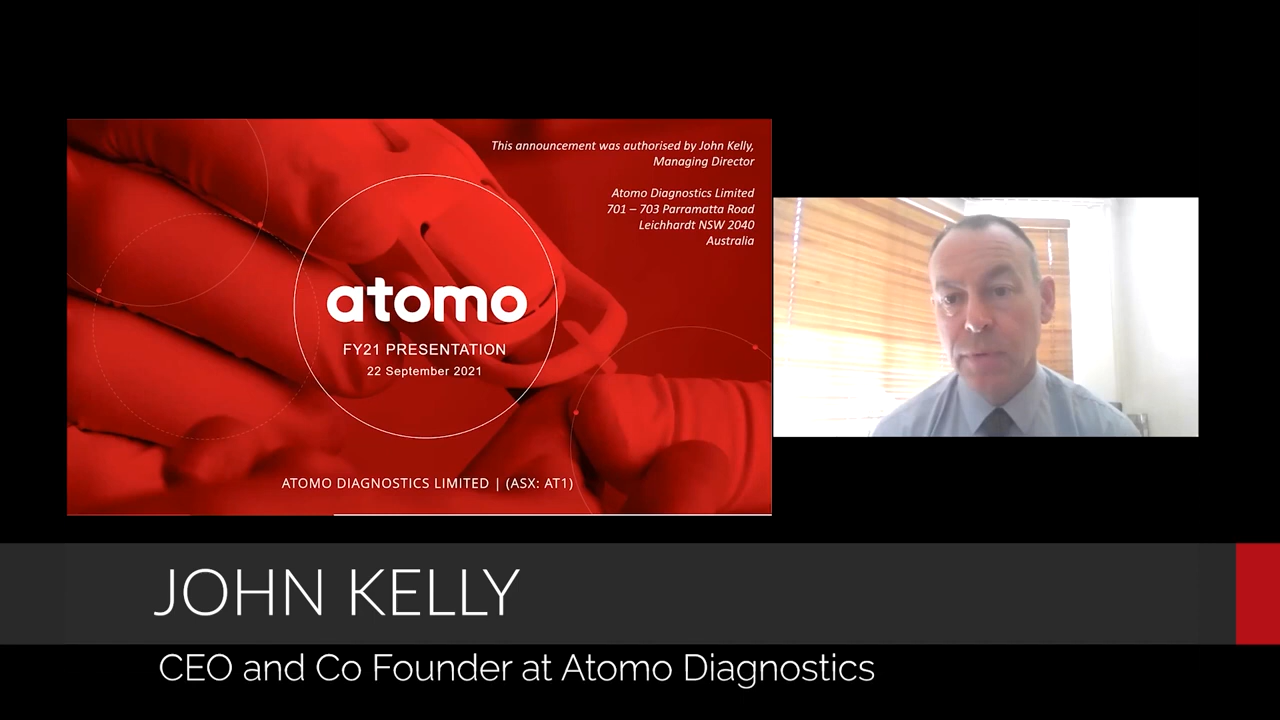 This announcement was authorised by John Kelly,
Managing Director
Atomo Diagnostics Limited
701 – 703 Parramatta Road
Leichhardt NSW 2040
Australia
atomo
FY21 PRESENTATION
22 September 2021
ATOMO DIAGNOSTICS LIMITED | (ASX: AT1)
JOHN KELLY
CEO and Co Founder at Atomo Diagnostics